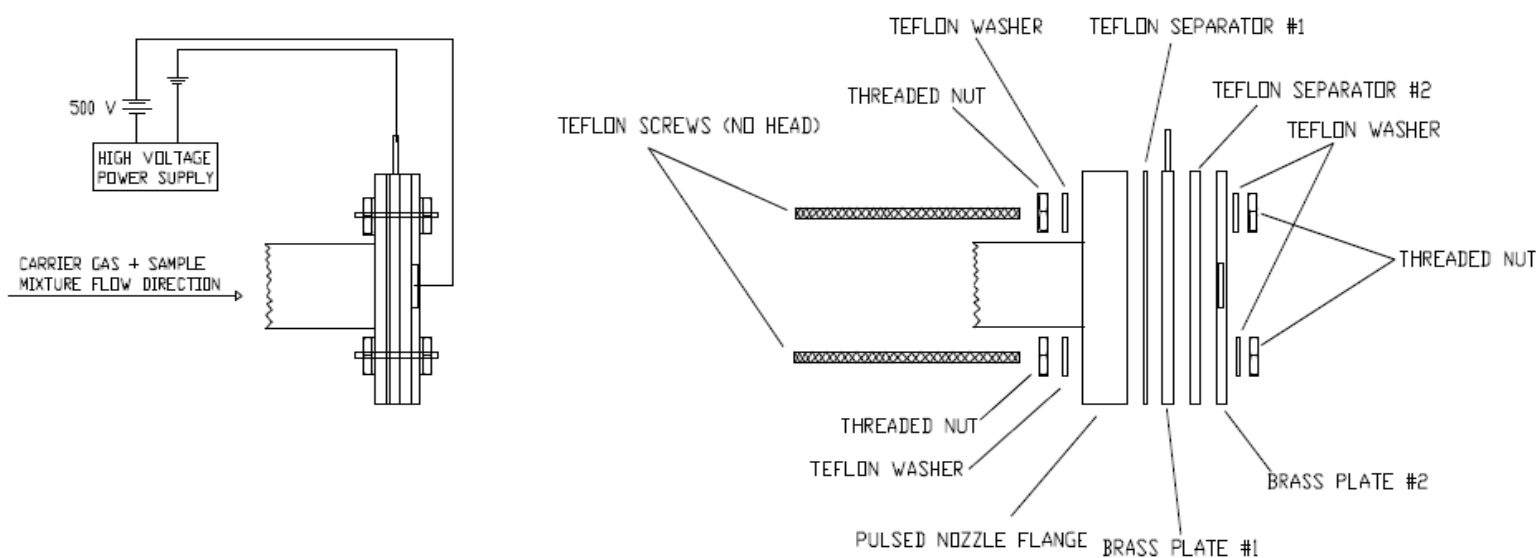 500 V
HIGH VOLTAGE
POWER SUPPLY
CARRIER GAS + SAMPLE
MIXTURE FLOW DIRECTION
TEFLON WASHER
TEFLON SEPARATOR #1
THREADED NUT
TEFLON SEPARATOR #2
TEFLON SCREWS (NO HEAD)
TEFLON WASHER
THREADED NUT
THREADED NUT
TEFLON WASHER
BRASS PLATE #2
PULSED NOZZLE FLANGE
BRASS PLATE #1